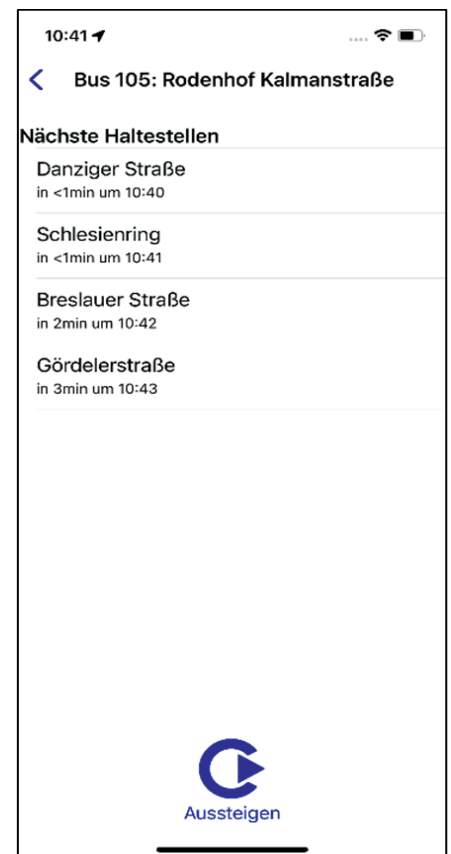 10:41
Bus 105: Rodenhof Kalmanstraße
Nächste Haltestellen
Danziger Straße
in <1min um 10:40
Schlesienring
in <1min um 10:41
Breslauer Straße
in 2min um 10:42
Gördelerstraße
in 3min um 10:43
Aussteigen